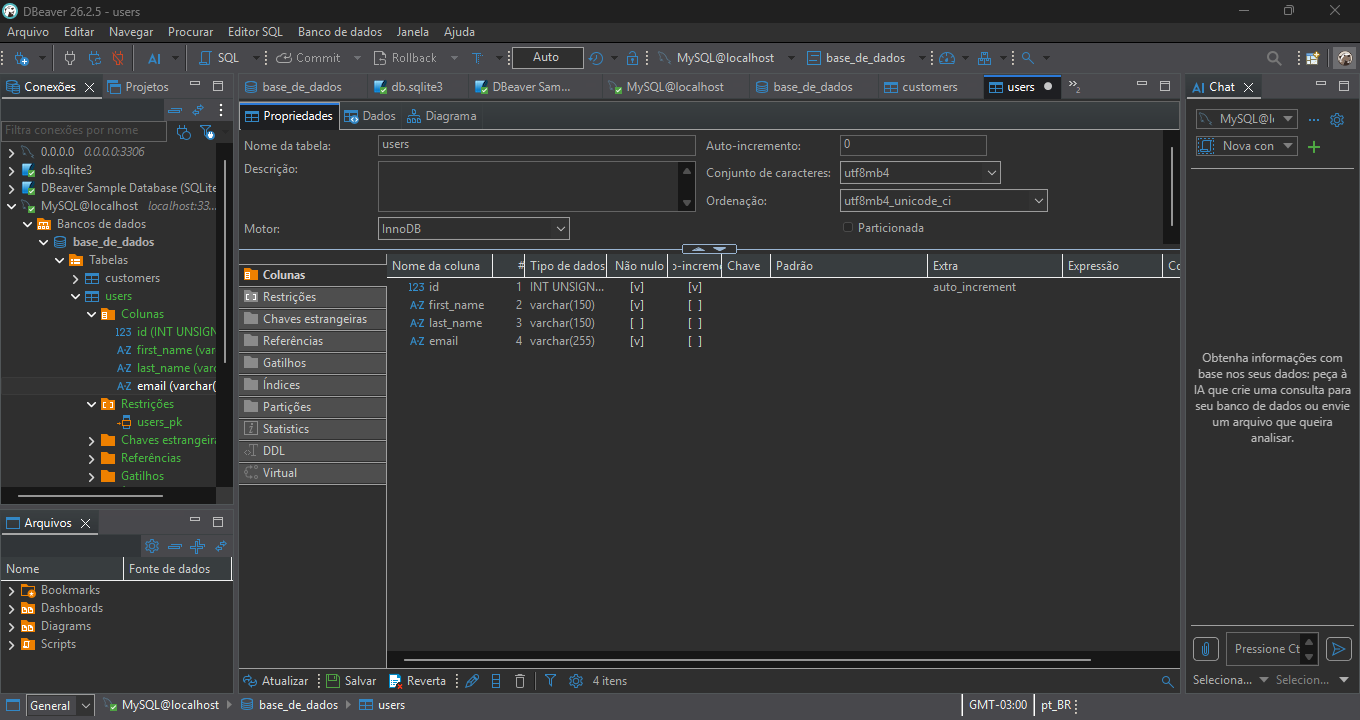 DBeaver 26.2.5 - users
Arquivo Editar Navegar Procurar Editor SQL Banco de dados Janela Ajuda
AI SQL Commit Rollback T Auto MySQL@localhost base_de_dados
Conexões Projetos
base_de_dados db.sqlite3 DBeaver Sam... MySQL@localhost base_de_dados customers users »2
AI Chat
Filtra conexões por nome
0.0.0.0 0.0.0.0:3306
db.sqlite3
DBeaver Sample Database (SQLite
MySQL@localhost localhost:33...
Bancos de dados
base_de_dados
Tabelas
customers
users
Colunas
123 id (INT UNSIGN
A-Z first_name (var
A-Z last_name (varc
A-Z email (varchar(
Restrições
users_pk
Chaves estrangeira
Referências
Gatilhos
Arquivos
Nome Fonte de dados
Bookmarks
Dashboards
Diagrams
Scripts
Propriedades Dados Diagrama
Nome da tabela: users
Descrição:
Motor: InnoDB
Auto-incremento: 0
Conjunto de caracteres: utf8mb4
Ordenação: utf8mb4_unicode_ci
Particionada
Colunas
Restrições
Chaves estrangeiras
Referências
Gatilhos
Índices
Partições
Statistics
DDL
Virtual
Nome da coluna # Tipo de dados Não nulo o-increm Chave Padrão Extra Expressão Co
123 id 1 INT UNSIGN... [v] [v] auto_increment
A-Z first_name 2 varchar(150) [v] [ ]
A-Z last_name 3 varchar(150) [ ] [ ]
A-Z email 4 varchar(255) [v] [ ]
Atualizar Salvar Reverta 4 itens
MySQL@l
Nova con
Obtenha informações com
base nos seus dados: peça à
IA que crie uma consulta para
seu banco de dados ou envie
um arquivo que queira
analisar.
Pressione Ct
Seleciona... Selecion...
General MySQL@localhost base_de_dados users
GMT-03:00 pt_BR